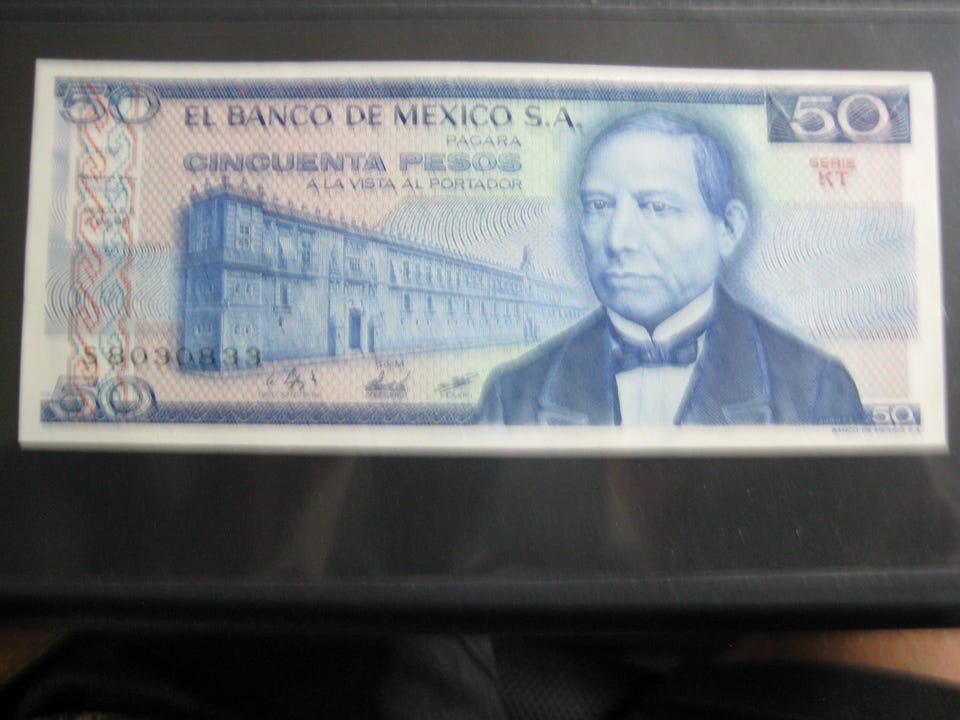 50
EL BANCO DE MEXICO S.A.
50
PAGARA
CINCUENTA PESOS
A LA VISTA AL PORTADOR
SERIE
KT
S8030833
50
50
BANCO DE MEXICO S.A.